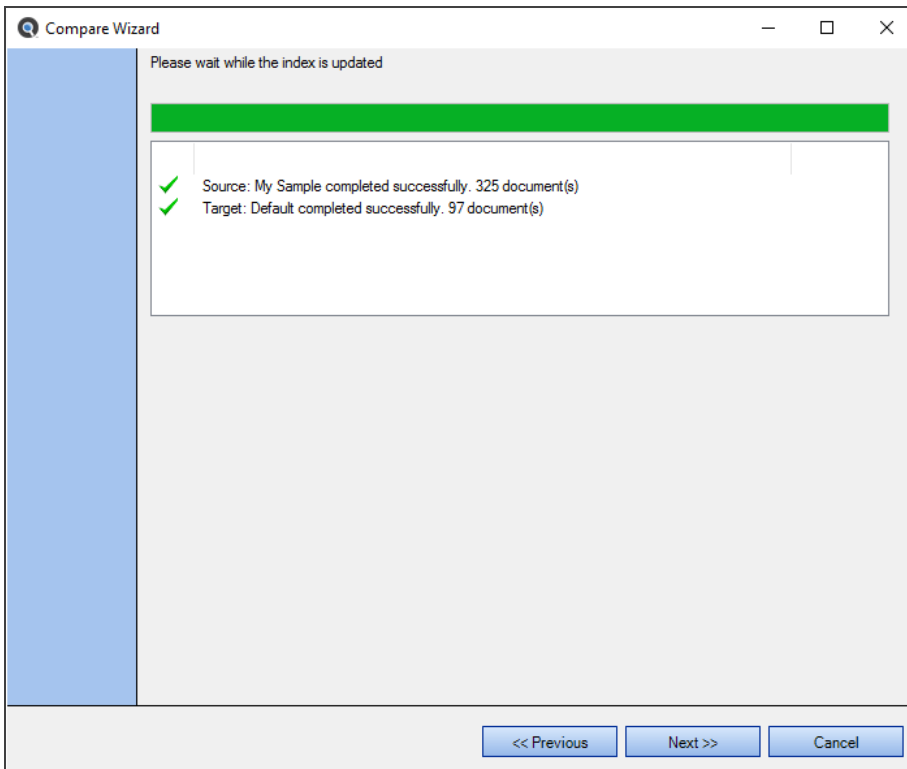 Compare Wizard
Please wait while the index is updated
Source: My Sample completed successfully. 325 document(s)
Target: Default completed successfully. 97 document(s)
<< Previous
Next >>
Cancel